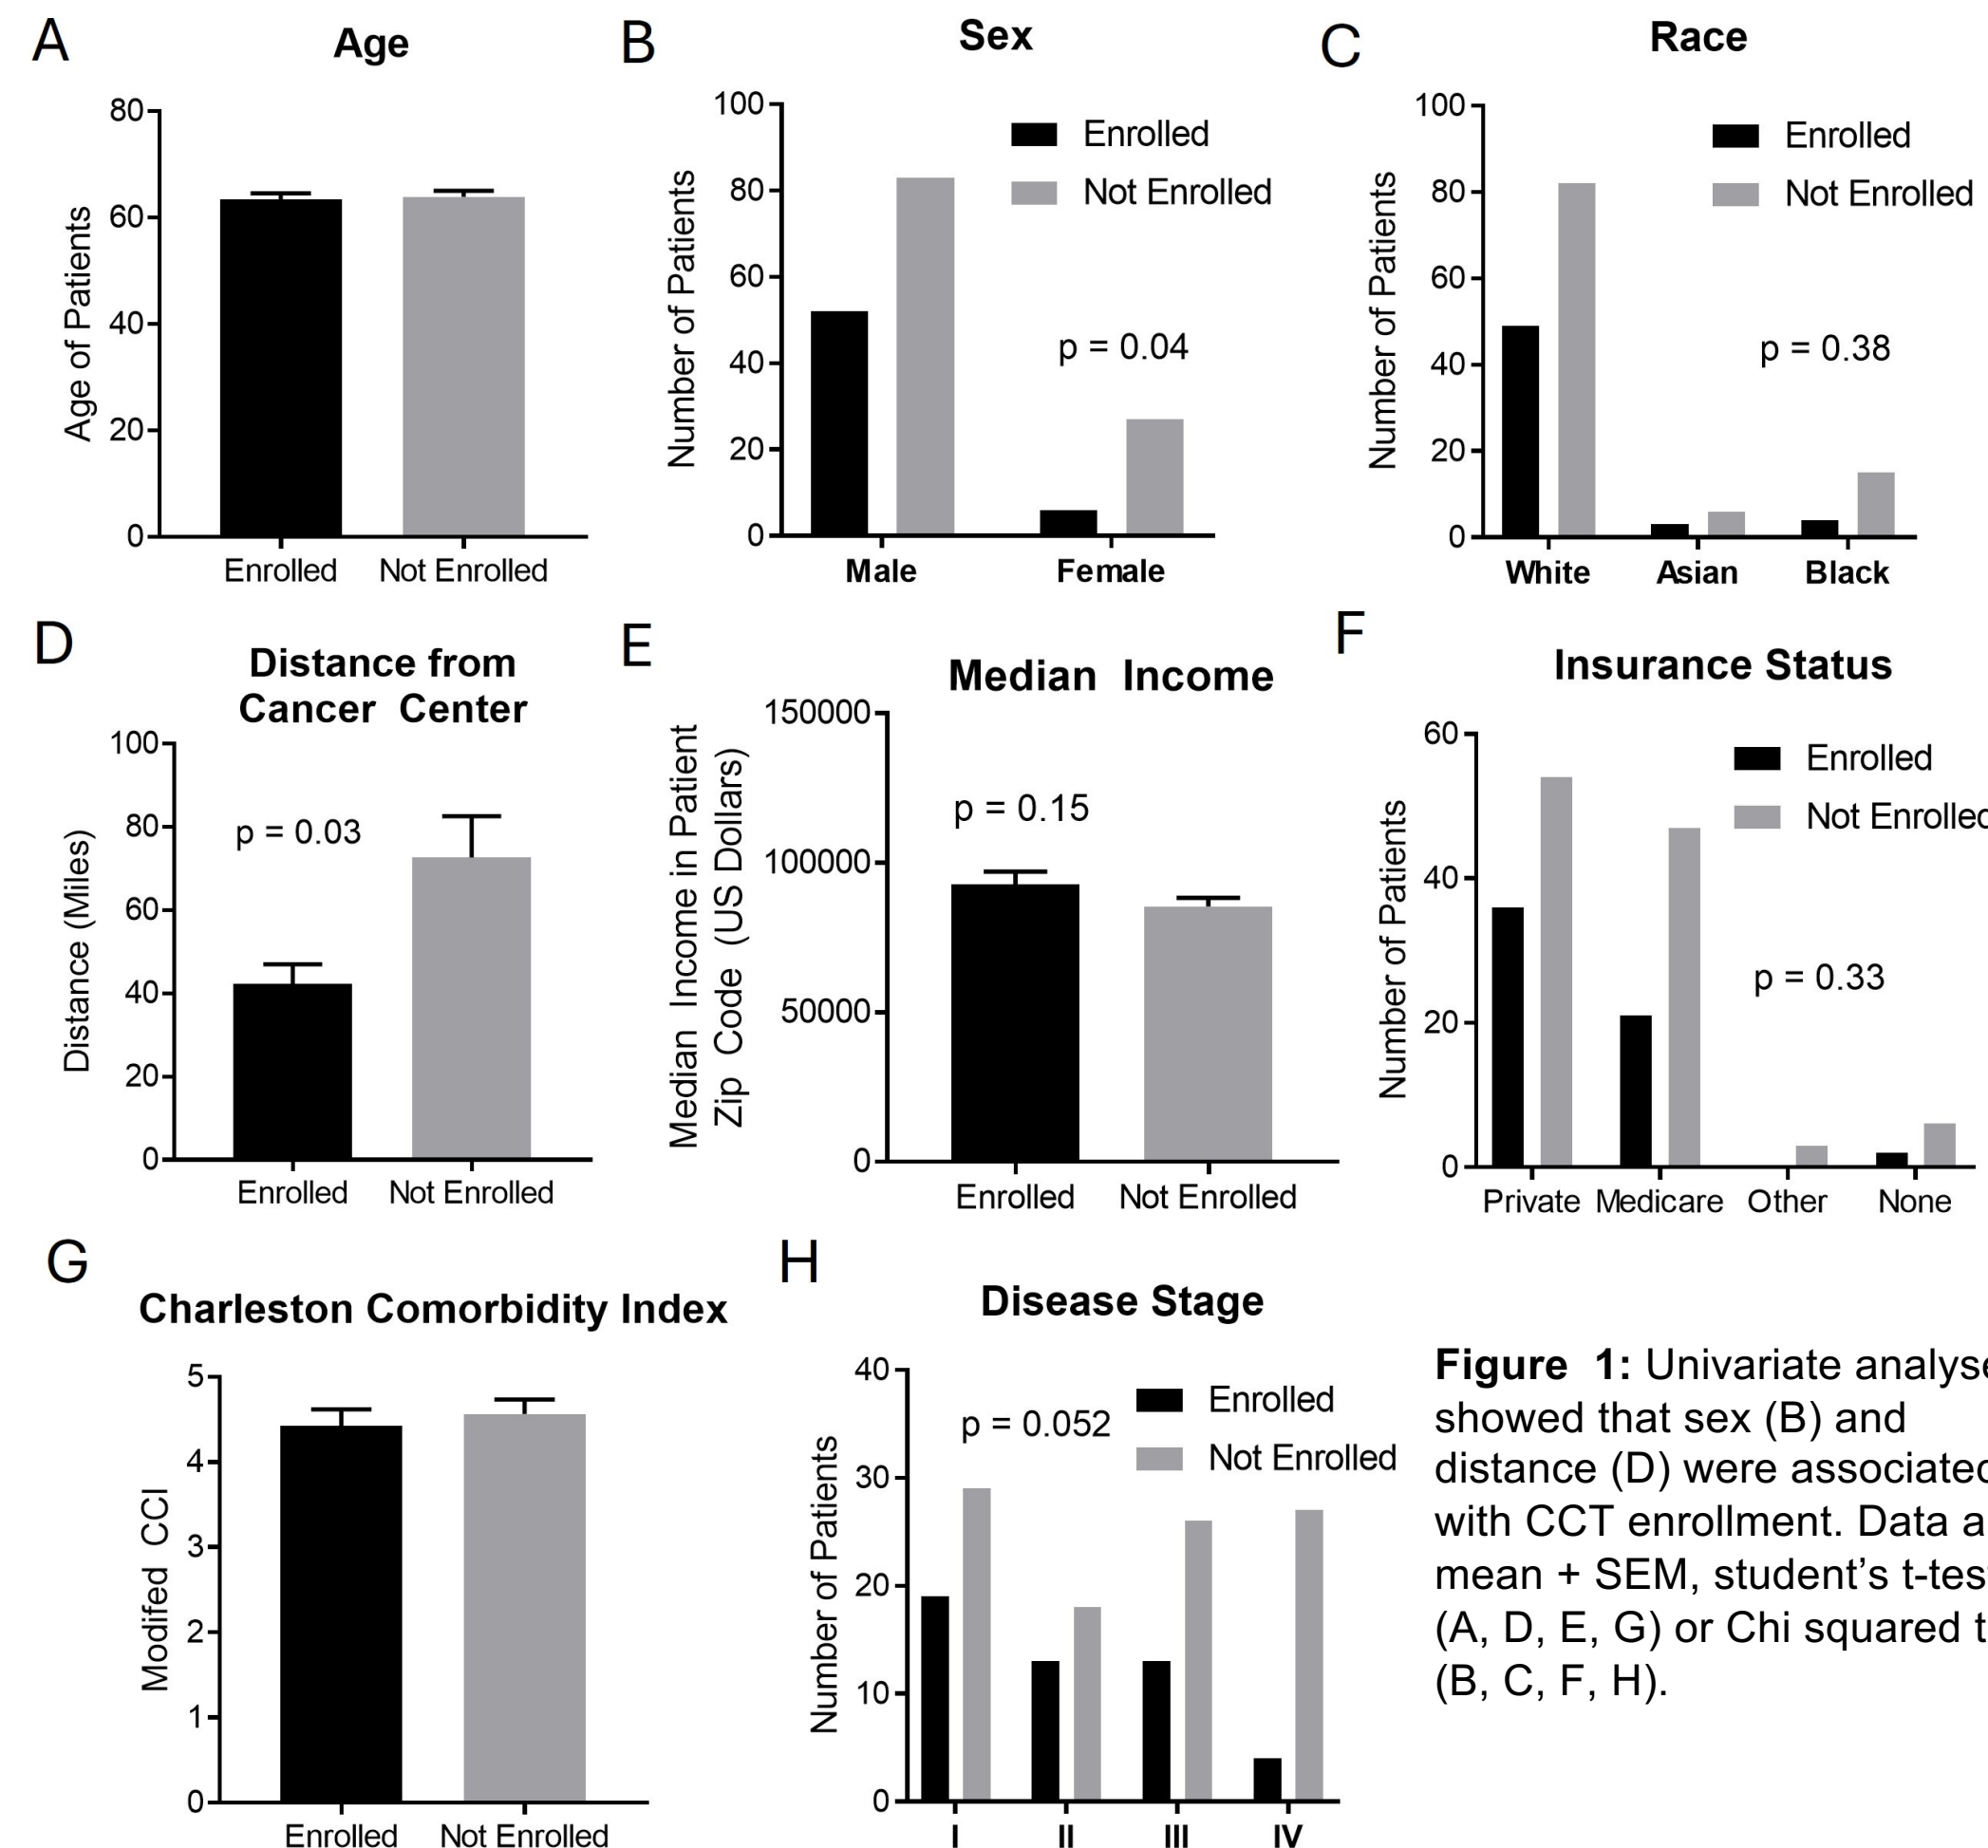 A
Age
Age of Patients
80
60
40
20
0
Enrolled
Not Enrolled
B
Sex
Number of Patients
100
80
60
40
20
0
Enrolled
Not Enrolled
p = 0.04
Male
Female
C
Race
Number of Patients
100
80
60
40
20
0
Enrolled
Not Enrolled
p = 0.38
White
Asian
Black
D
Distance from
Cancer Center
Distance (Miles)
100
80
60
40
20
0
p = 0.03
Enrolled
Not Enrolled
E
Median Income
Median Income in Patient
Zip Code (US Dollars)
150000
100000
50000
0
p = 0.15
Enrolled
Not Enrolled
F
Insurance Status
Number of Patients
60
40
20
0
Enrolled
Not Enrolled
p = 0.33
Private
Medicare
Other
None
G
Charleston Comorbidity Index
Modifed CCI
5
4
3
2
1
0
Enrolled
Not Enrolled
H
Disease Stage
Number of Patients
40
30
20
10
0
p = 0.052
Enrolled
Not Enrolled
I
II
III
IV
Figure 1: Univariate analyse
showed that sex (B) and
distance (D) were associated
with CCT enrollment. Data a
mean + SEM, student’s t-tes
(A, D, E, G) or Chi squared t
(B, C, F, H).